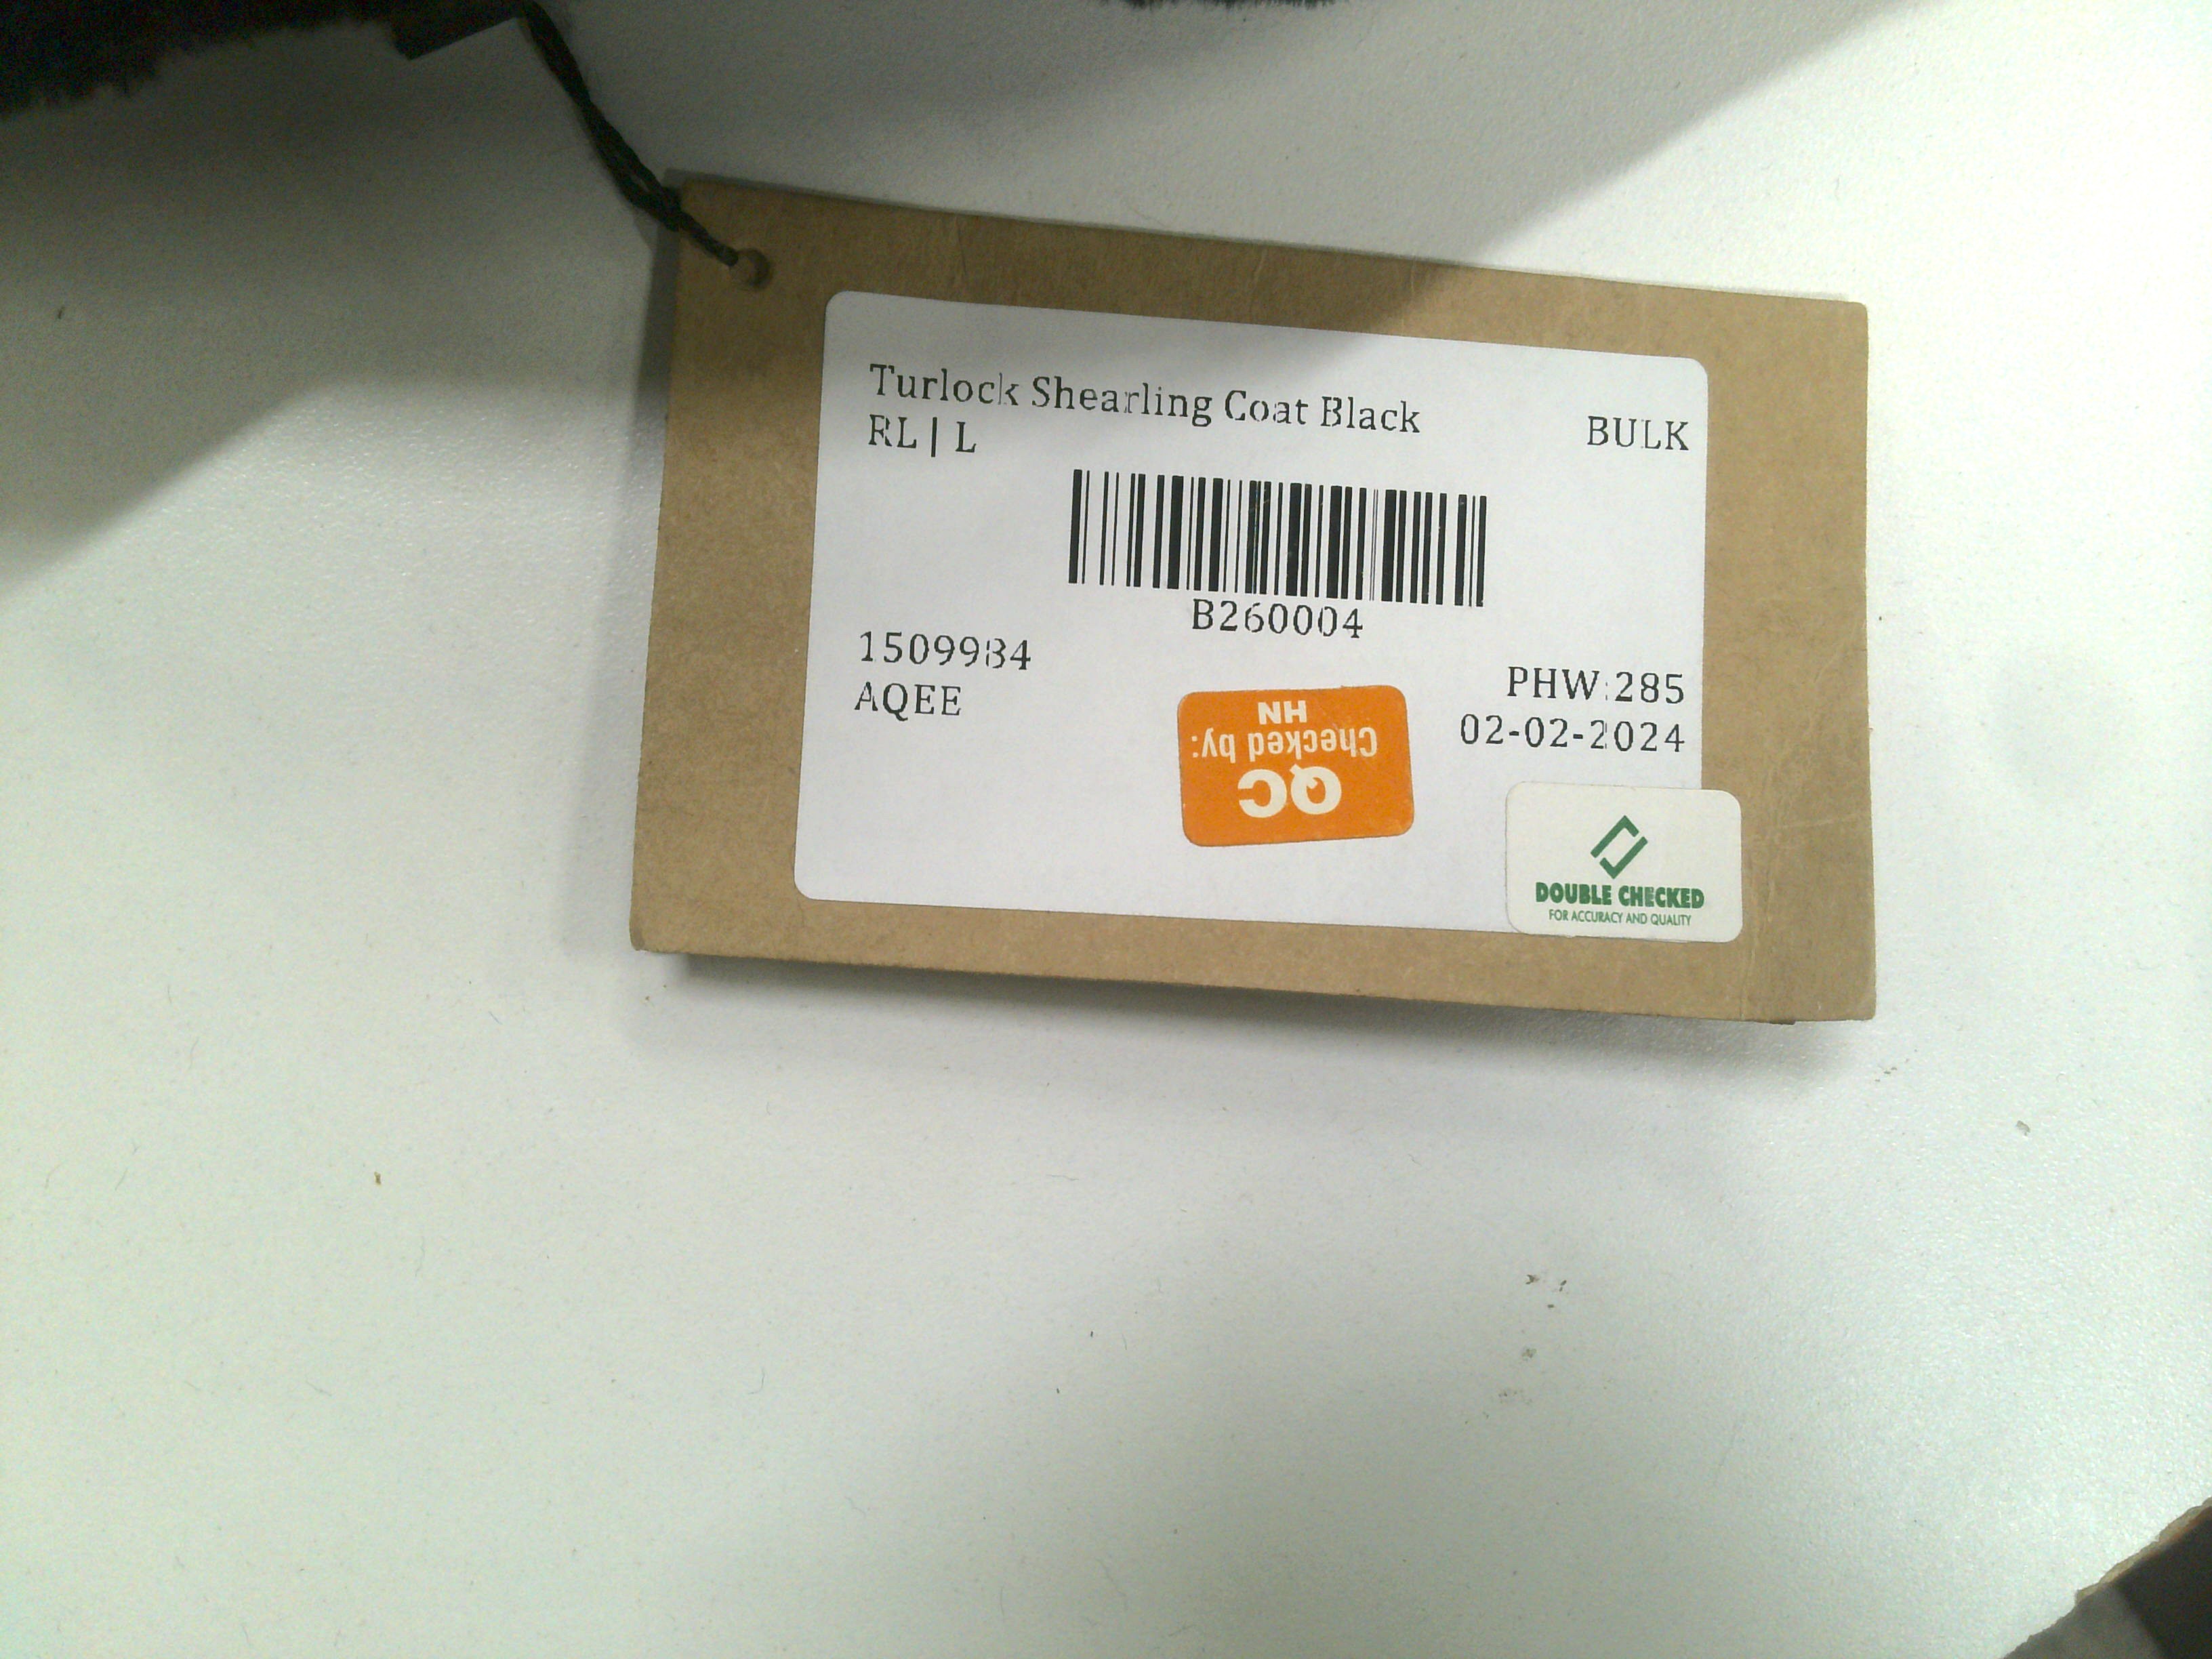 Turlock Shearling Coat Black
RL | L
BULK
B260004
1509984
AQEE
PHW:285
02-02-2024
QC
Checked by:
HN
DOUBLE CHECKED
FOR ACCURACY AND QUALITY